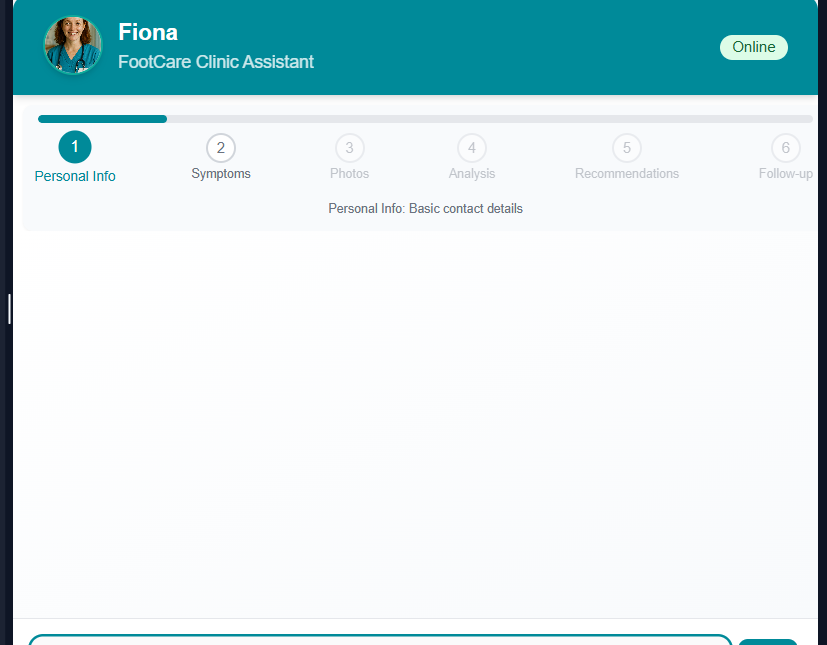 Fiona
FootCare Clinic Assistant
Online
1 2 3 4 5 6
Personal Info Symptoms Photos Analysis Recommendations Follow-up
Personal Info: Basic contact details